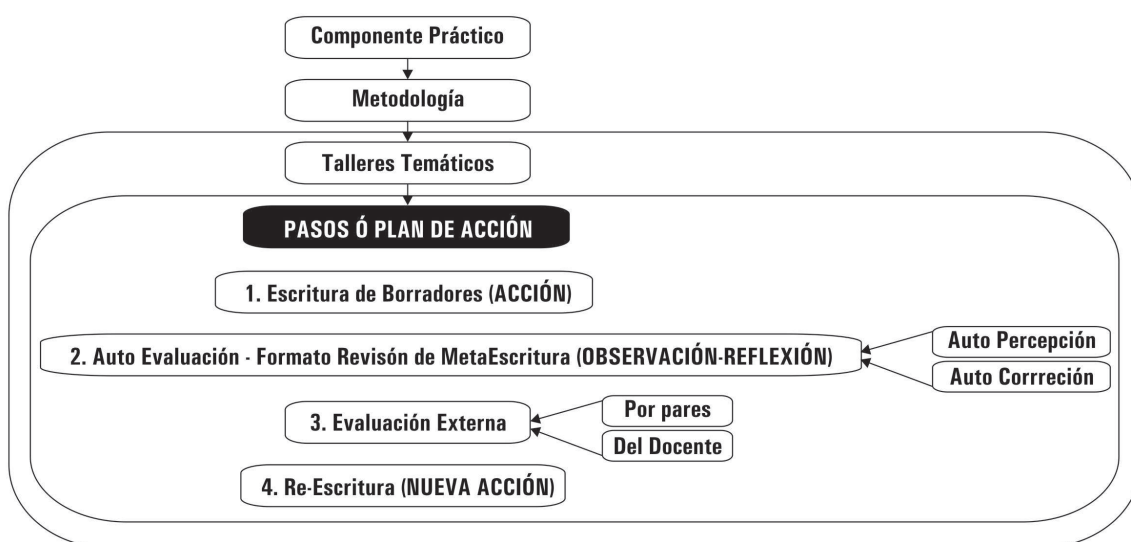 Componente Práctico
Metodología
Talleres Temáticos
PASOS Ó PLAN DE ACCIÓN
1. Escritura de Borradores (ACCIÓN)
2. Auto Evaluación - Formato Revisón de MetaEscritura (OBSERVACIÓN-REFLEXIÓN)
Auto Percepción
Auto Corrreción
3. Evaluación Externa
Por pares
Del Docente
4. Re-Escritura (NUEVA ACCIÓN)